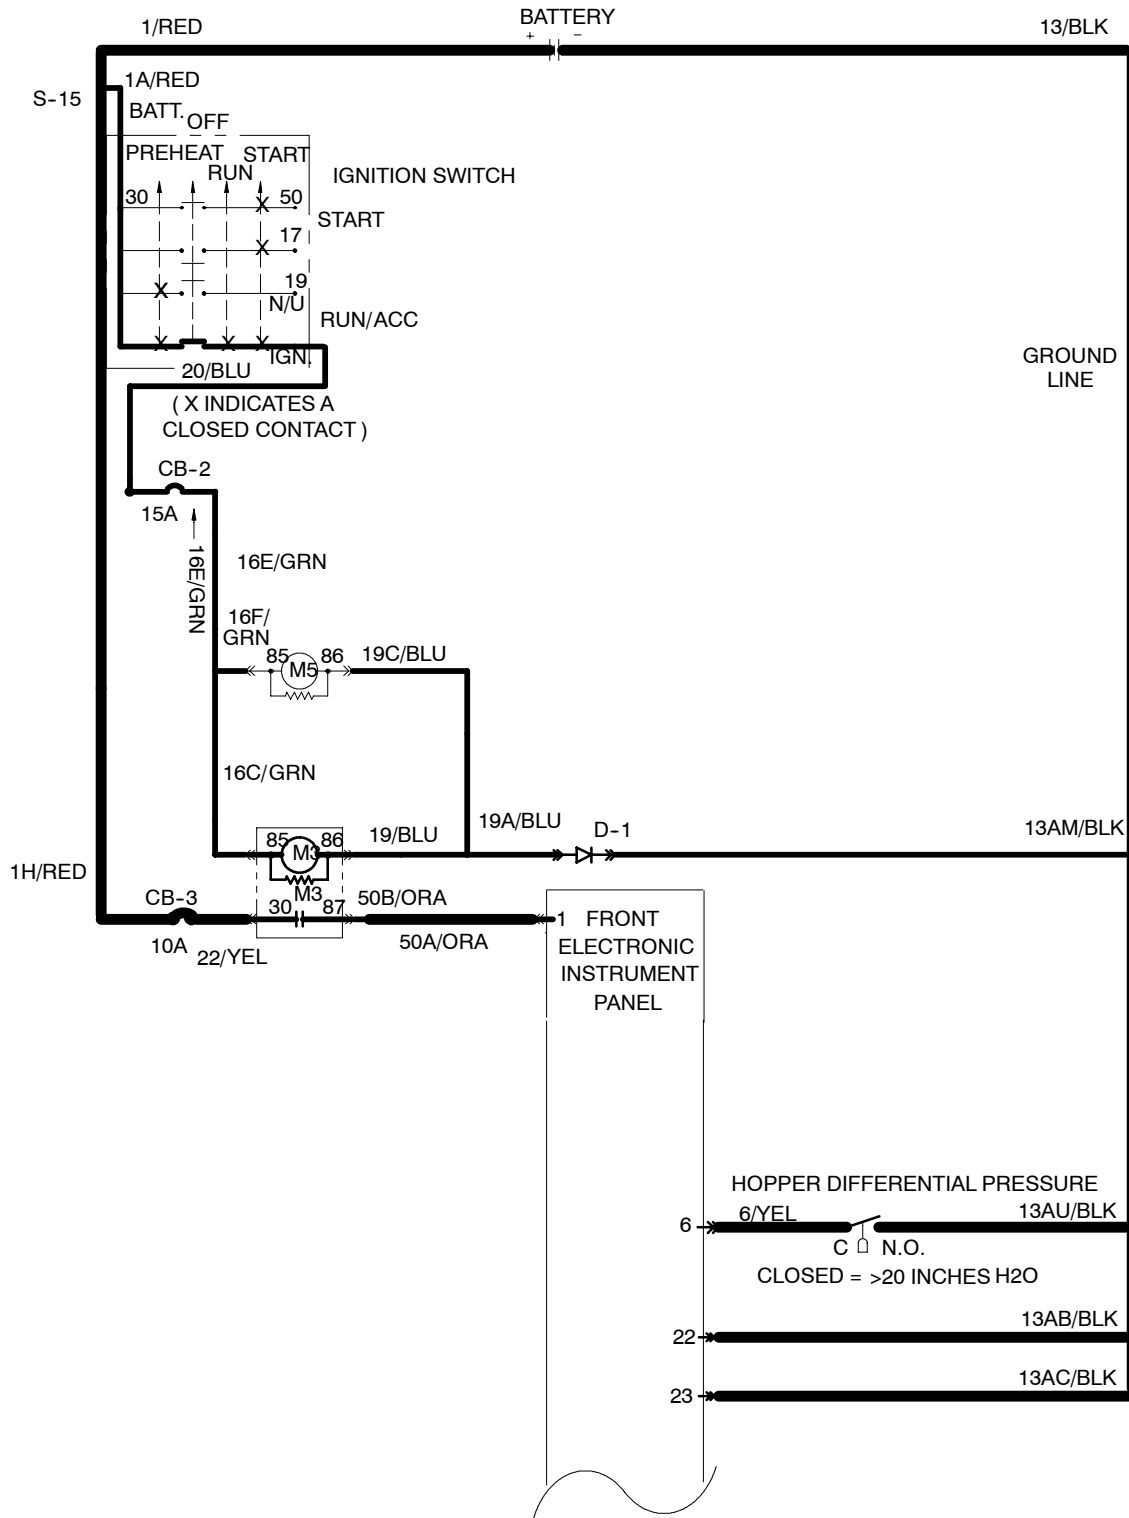 BATTERY
1/RED
+ −
13/BLK
1A/RED
S-15
BATT.
OFF
PREHEAT
START
RUN
IGNITION SWITCH
30
X
50
START
17
X
X
19
N/U
RUN/ACC
X
X
X
IGN.
20/BLU
GROUND
LINE
( X INDICATES A
CLOSED CONTACT )
CB-2
15A
16E/GRN
16E/GRN
16F/
GRN
85
M5
86
19C/BLU
16C/GRN
85
M3
86
19/BLU
19A/BLU
D-1
13AM/BLK
1H/RED
M3
CB-3
30
87
50B/ORA
10A
22/YEL
50A/ORA
1 FRONT
ELECTRONIC
INSTRUMENT
PANEL
HOPPER DIFFERENTIAL PRESSURE
6
6/YEL
13AU/BLK
C
N.O.
CLOSED = >20 INCHES H2O
22
13AB/BLK
23
13AC/BLK